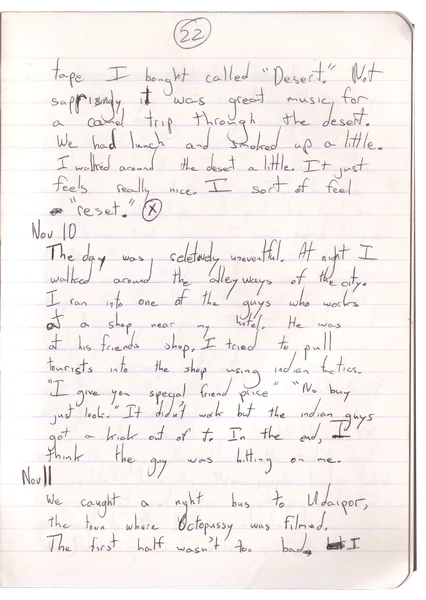 22
tape I bought called "Desert." Not
supprisingly it was great music for
a camel trip through the desert.
We had lunch and smoked up a little.
I walked around the desert a little. It just
feels really nice. I sort of feel
"reset." X
Nov 10
The day was reletively uneventful. At night I
walked around the alleyways of the city.
I ran into one of the guys who works
at a shop near my hotel. He was
at his friends shop, I tried to pull
tourists into the shop using indian tactics.
"I give you special friend price" "No buy
just look." It didn't work but the indian guys
got a kick out of it. In the end, I
think the guy was hitting on me.
Nov 11
We caught a night bus to Udaipor,
the town where Octopussy was filmed.
The first half wasn't too bad, I